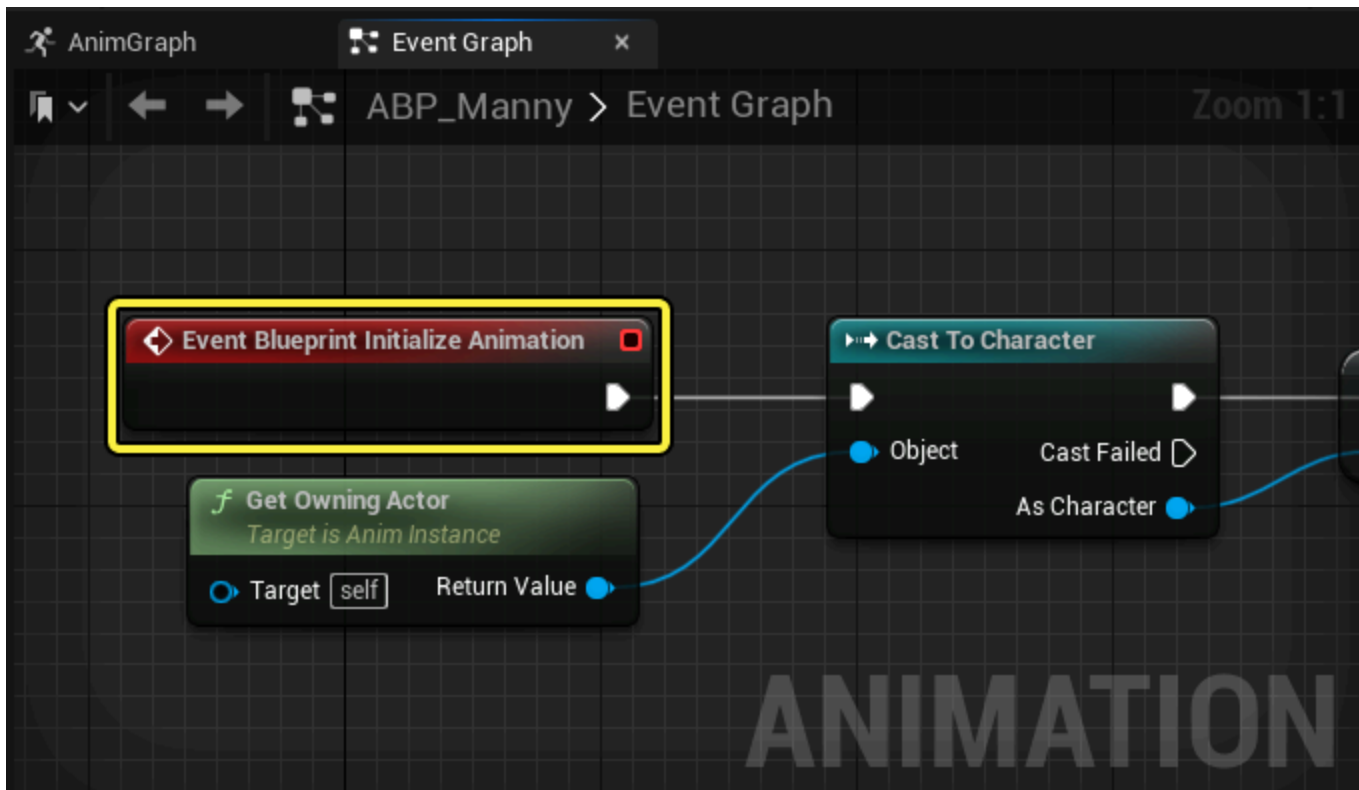 AnimGraph
Event Graph
ABP_Manny > Event Graph
Zoom 1:1
Event Blueprint Initialize Animation
Cast To Character
Object
Cast Failed
As Character
Get Owning Actor
Target is Anim Instance
Target self
Return Value
ANIMATION